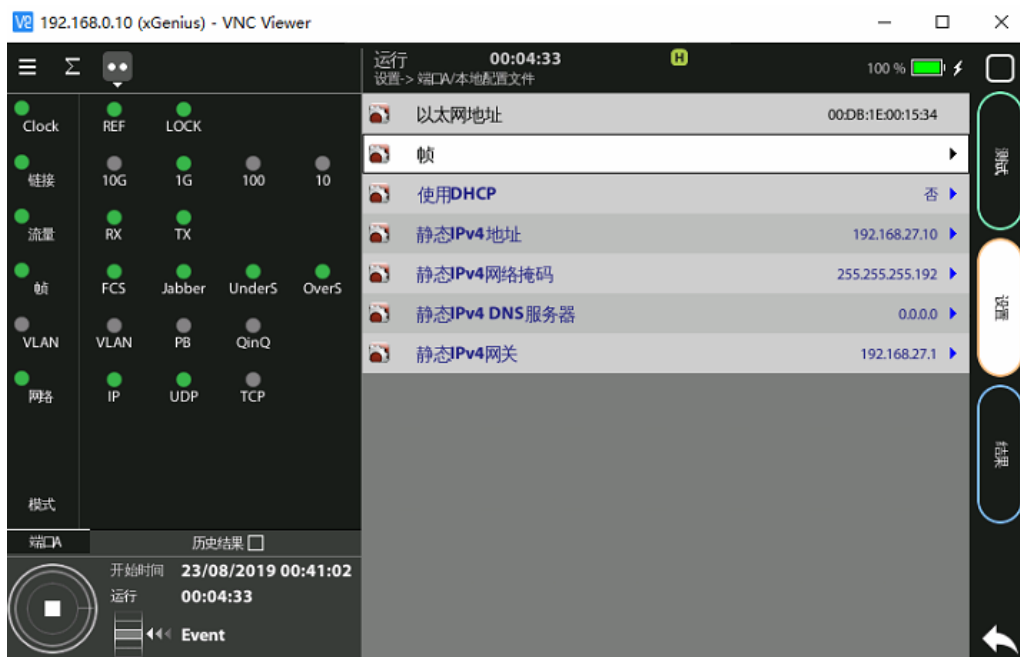 192.168.0.10 (xGenius) - VNC Viewer
运行 00:04:33 H 100 %
设置-> 端口A/本地配置文件
Clock REF LOCK
链接 10G 1G 100 10
流量 RX TX
帧 FCS Jabber UnderS OverS
VLAN VLAN PB QinQ
网络 IP UDP TCP
模式
端口A 历史结果
开始时间 23/08/2019 00:41:02
运行 00:04:33
Event
以太网地址 00:DB:1E:00:15:34
帧
使用DHCP 否
静态IPv4地址 192.168.27.10
静态IPv4网络掩码 255.255.255.192
静态IPv4 DNS服务器 0.0.0.0
静态IPv4网关 192.168.27.1
测试
设置
结果